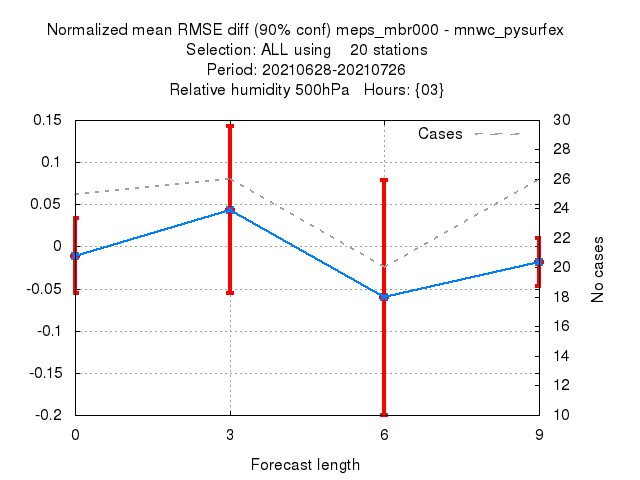 Normalized mean RMSE diff (90% conf) meps_mbr000 - mnwc_pysurfex
Selection: ALL using    20 stations
Period: 20210628-20210726
Relative humidity 500hPa   Hours: {03}
0.15
0.1
0.05
0
-0.05
-0.1
-0.15
-0.2
Cases
30
28
26
24
22
20
18
16
14
12
10
No cases
0 3 6 9
Forecast length